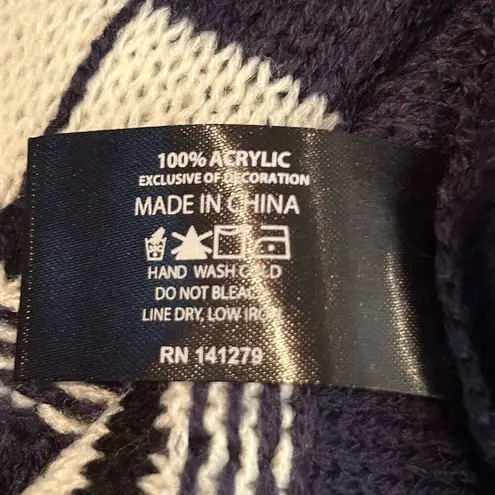 100% ACRYLIC
EXCLUSIVE OF DECORATION
MADE IN CHINA
HAND WASH COLD
DO NOT BLEACH
LINE DRY, LOW IRON
RN 141279